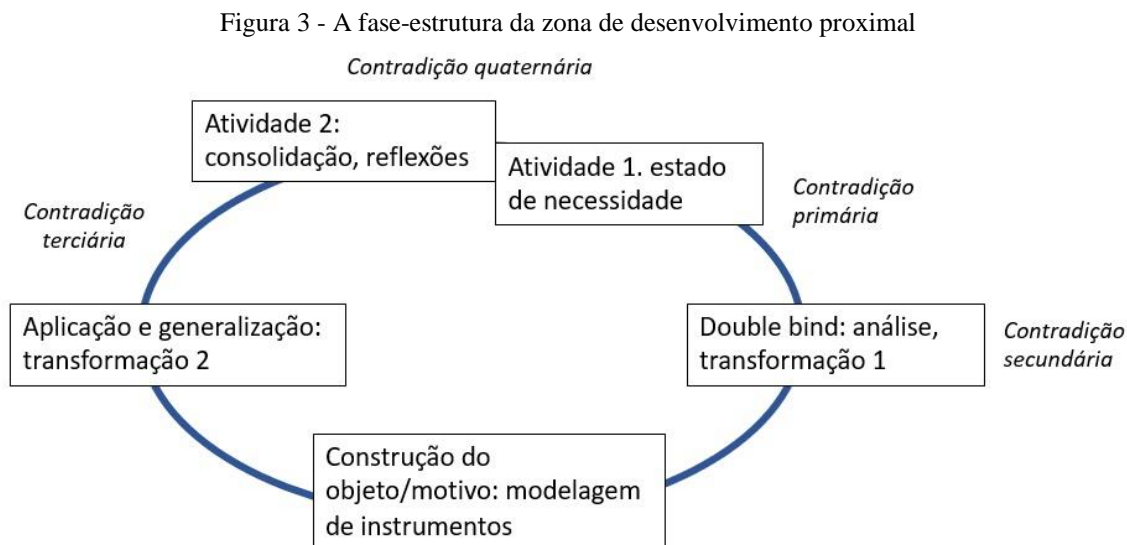 Figura 3 - A fase-estrutura da zona de desenvolvimento proximal
Contradição quaternária
Atividade 2:
consolidação, reflexões
Atividade 1. estado
de necessidade
Contradição
primária
Contradição
terciária
Aplicação e generalização:
transformação 2
Double bind: análise,
transformação 1
Contradição
secundária
Construção do
objeto/motivo: modelagem
de instrumentos